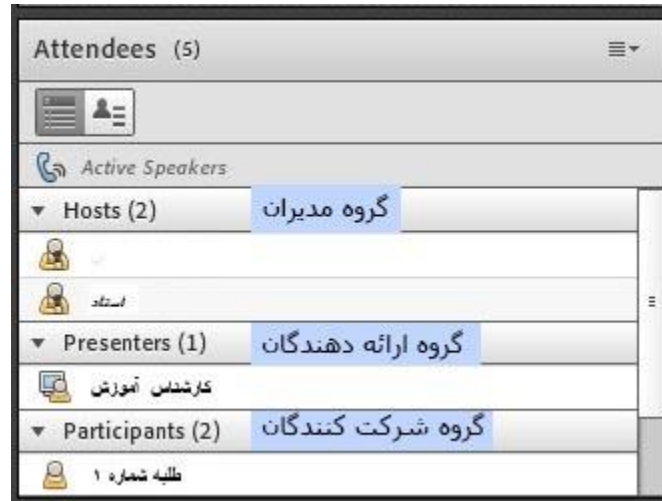 Attendees (5)
Active Speakers
Hosts (2) گروه مدیران
استاد
Presenters (1) گروه ارائه دهندگان
کارشناس آموزش
Participants (2) گروه شرکت کنندگان
طلبه شماره ۱